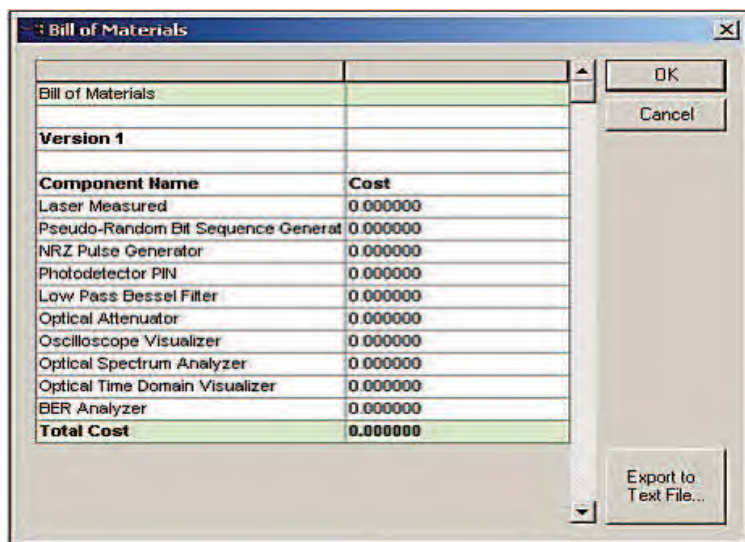 Bill of Materials
OK
Cancel
Bill of Materials
Version 1
Component Name Cost
Laser Measured 0.000000
Pseudo-Random Bit Sequence Generat 0.000000
NRZ Pulse Generator 0.000000
Photodetector PIN 0.000000
Low Pass Bessel Filter 0.000000
Optical Attenuator 0.000000
Oscilloscope Visualizer 0.000000
Optical Spectrum Analyzer 0.000000
Optical Time Domain Visualizer 0.000000
BER Analyzer 0.000000
Total Cost 0.000000
Export to
Text File...